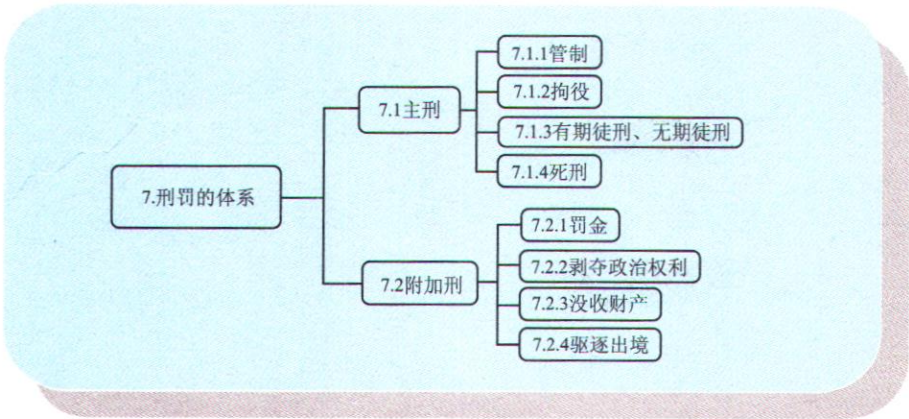 7.刑罚的体系
7.1主刑
7.1.1管制
7.1.2拘役
7.1.3有期徒刑、无期徒刑
7.1.4死刑
7.2附加刑
7.2.1罚金
7.2.2剥夺政治权利
7.2.3没收财产
7.2.4驱逐出境